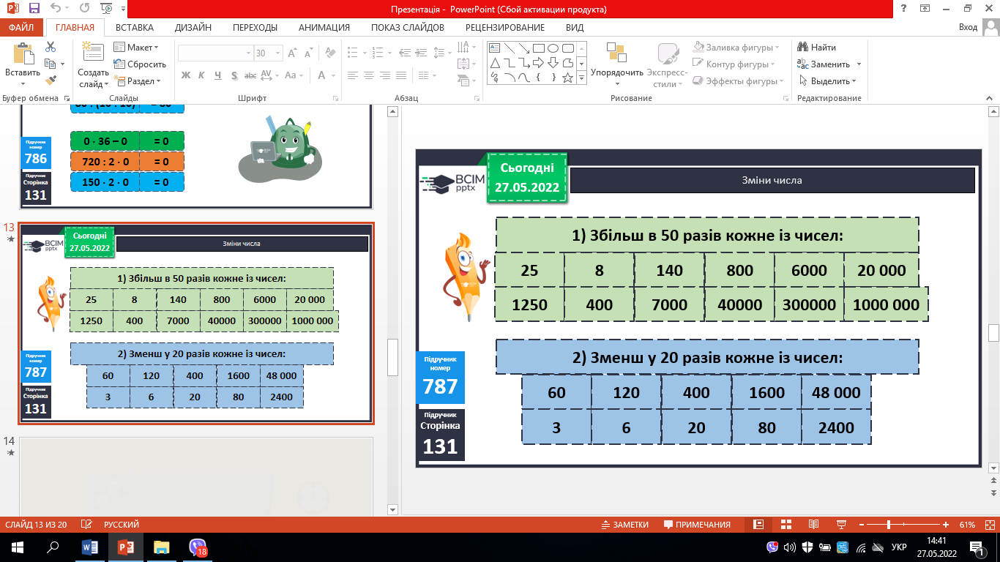 Презентація - PowerPoint (Сбой активации продукта)
ФАЙЛ ГЛАВНАЯ ВСТАВКА ДИЗАЙН ПЕРЕХОДЫ АНИМАЦИЯ ПОКАЗ СЛАЙДОВ РЕЦЕНЗИРОВАНИЕ ВИД Вход
Вставить
Создать слайд
Макет
Сбросить
Раздел
30
Ж К Ч S abc AV Aa A
Упорядочить
Экспресс-стили
Заливка фигуры
Контур фигуры
Эффекты фигуры
Найти
Заменить
Выделить
Буфер обмена Слайды Шрифт Абзац Рисование Редактирование
0 · 36 – 0 = 0
720 : 2 · 0 = 0
150 · 2 · 0 = 0
Підручник
номер
786
Підручник
Сторінка
131
13
BCIM
pptx
Сьогодні
27.05.2022
Зміни числа
1) Збільш в 50 разів кожне із чисел:
25 8 140 800 6000 20 000
1250 400 7000 40000 300000 1000 000
2) Зменш у 20 разів кожне із чисел:
60 120 400 1600 48 000
3 6 20 80 2400
Підручник
номер
787
Підручник
Сторінка
131
14
BCIM
pptx
Сьогодні
27.05.2022
Зміни числа
1) Збільш в 50 разів кожне із чисел:
25 8 140 800 6000 20 000
1250 400 7000 40000 300000 1000 000
2) Зменш у 20 разів кожне із чисел:
60 120 400 1600 48 000
3 6 20 80 2400
Підручник
номер
787
Підручник
Сторінка
131
СЛАЙД 13 ИЗ 20 РУССКИЙ ЗАМЕТКИ ПРИМЕЧАНИЯ 61%
18
УКР
14:41
27.05.2022
1